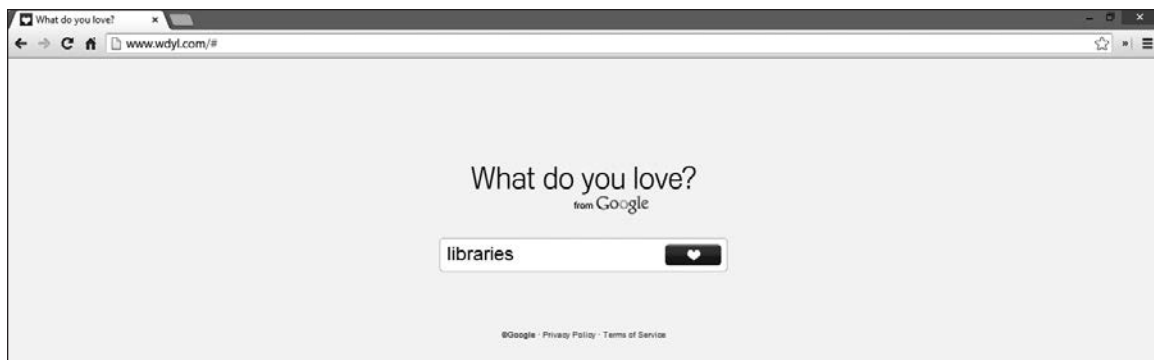 What do you love?
www.wdyl.com/#
What do you love?
from Google
libraries
©Google · Privacy Policy · Terms of Service